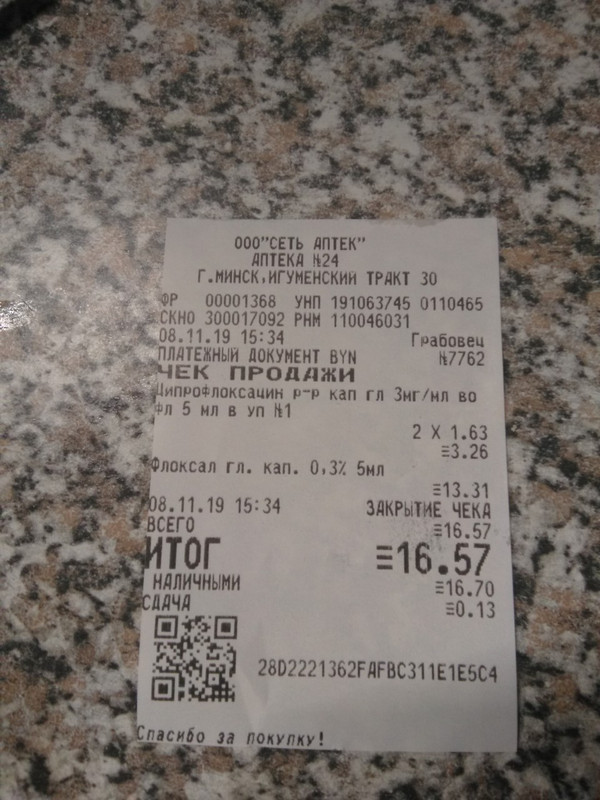 ООО"СЕТЬ АПТЕК"
АПТЕКА №24
Г.МИНСК,ИГУМЕНСКИЙ ТРАКТ 30
ФР 00001368 УНП 191063745 0110465
СКНО 300017092 РНМ 110046031
08.11.19 15:34 Грабовец
ПЛАТЕЖНЫЙ ДОКУМЕНТ BYN №7762
ЧЕК ПРОДАЖИ
Ципрофлоксацин р-р кап гл 3мг/мл во
фл 5 мл в уп №1
2 X 1.63
≡3.26
Флоксал гл. кап. 0,3% 5мл
≡13.31
08.11.19 15:34 ЗАКРЫТИЕ ЧЕКА
ВСЕГО ≡16.57
ИТОГ ≡16.57
НАЛИЧНЫМИ ≡16.70
СДАЧА ≡0.13
28D2221362FAFBC311E1E5C4
Спасибо за покупку!